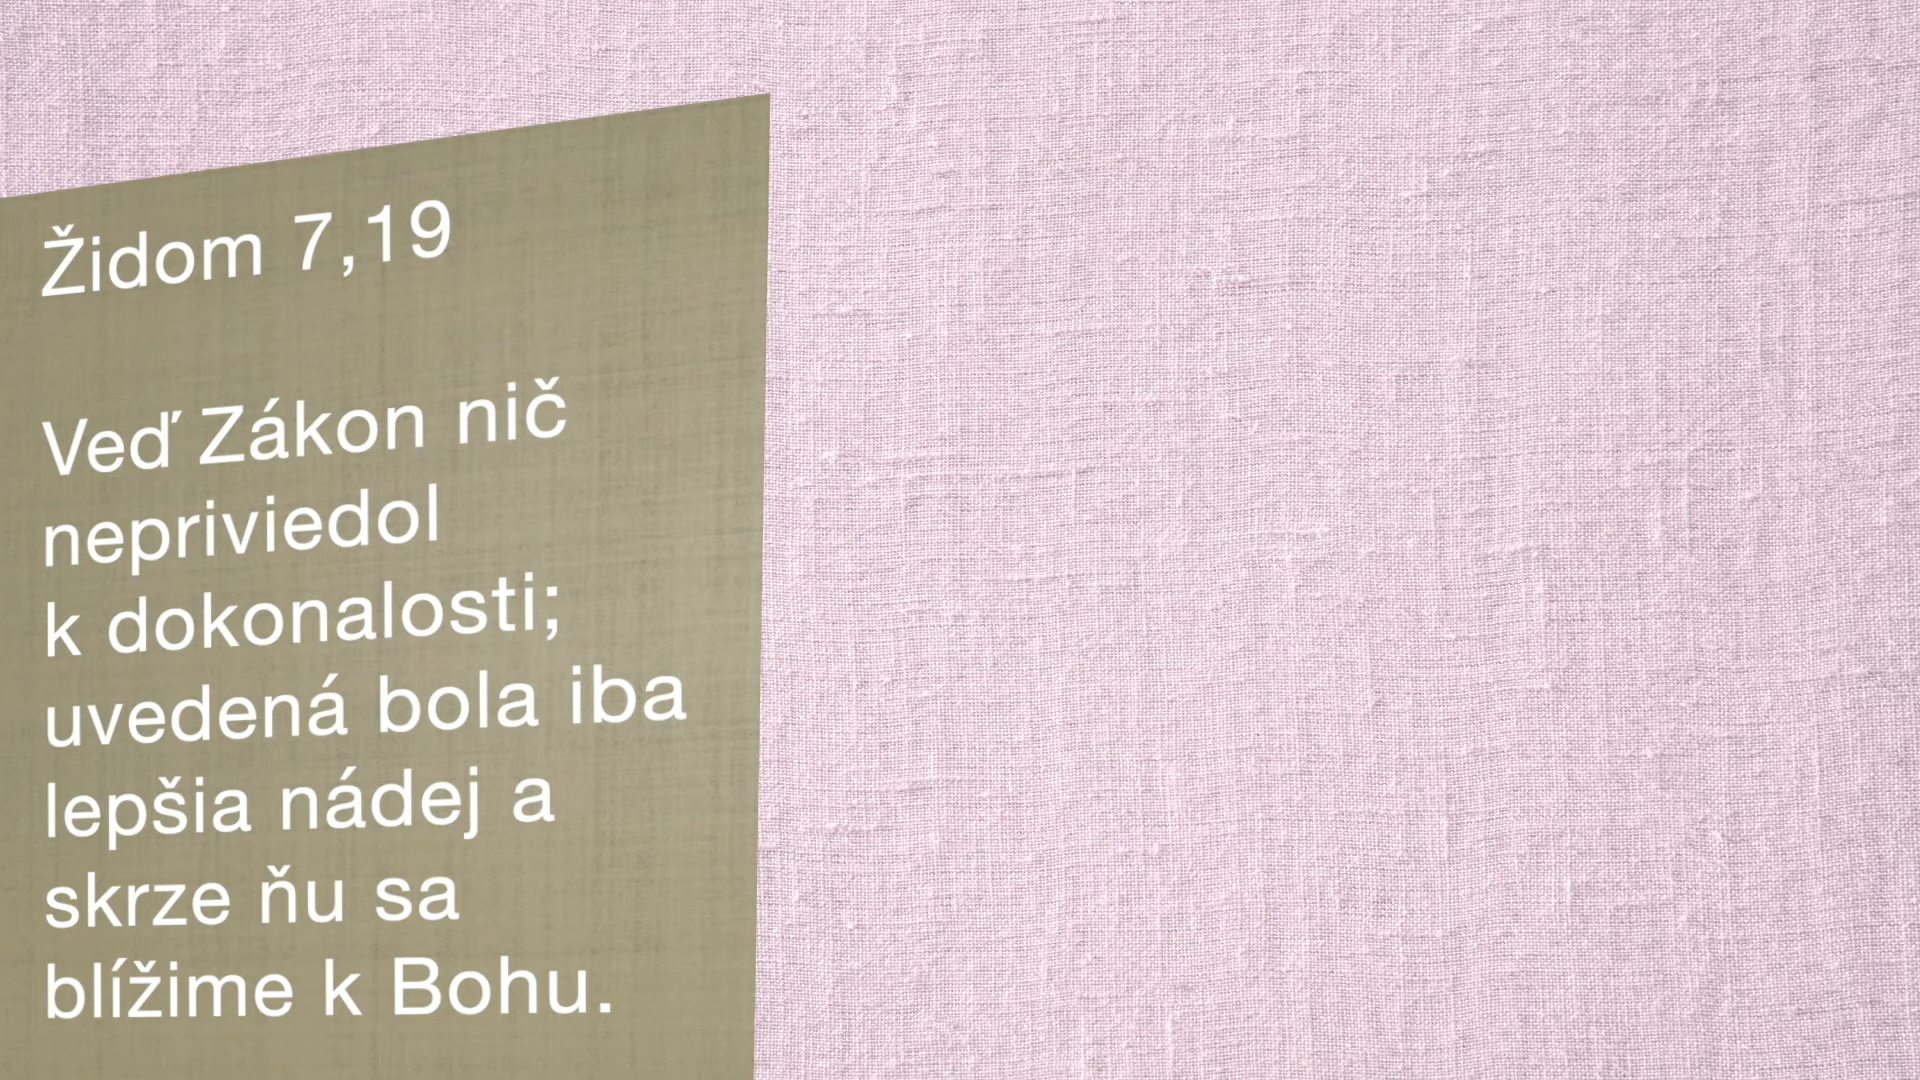 Židom 7,19
Veď Zákon nič
nepriviedol
k dokonalosti;
uvedená bola iba
lepšia nádej a
skrze ňu sa
blížime k Bohu.